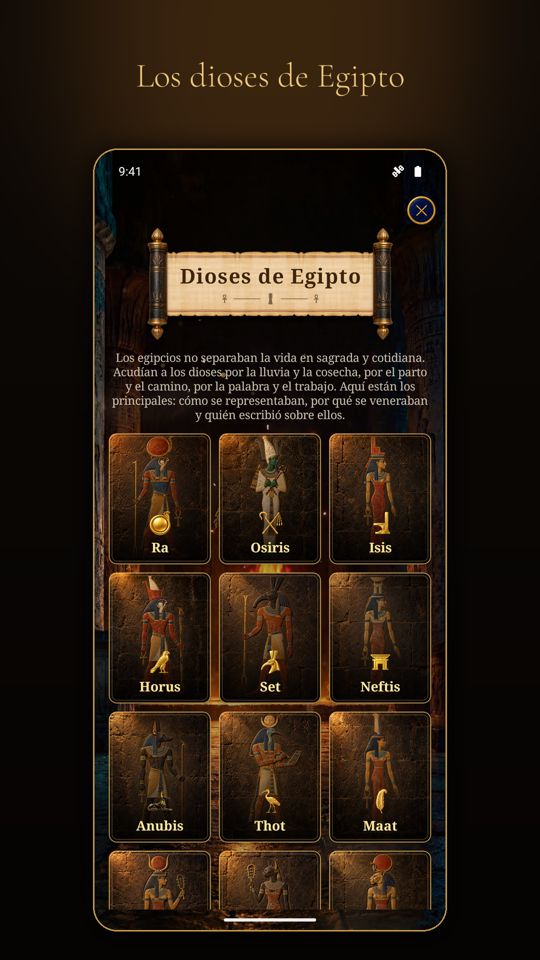 Los dioses de Egipto
9:41
Dioses de Egipto
Los egipcios no separaban la vida en sagrada y cotidiana.
Acudían a los dioses por la lluvia y la cosecha, por el parto
y el camino, por la palabra y el trabajo. Aquí están los
principales: cómo se representaban, por qué se veneraban
y quién escribió sobre ellos.
Ra
Osiris
Isis
Horus
Set
Neftis
Anubis
Thot
Maat